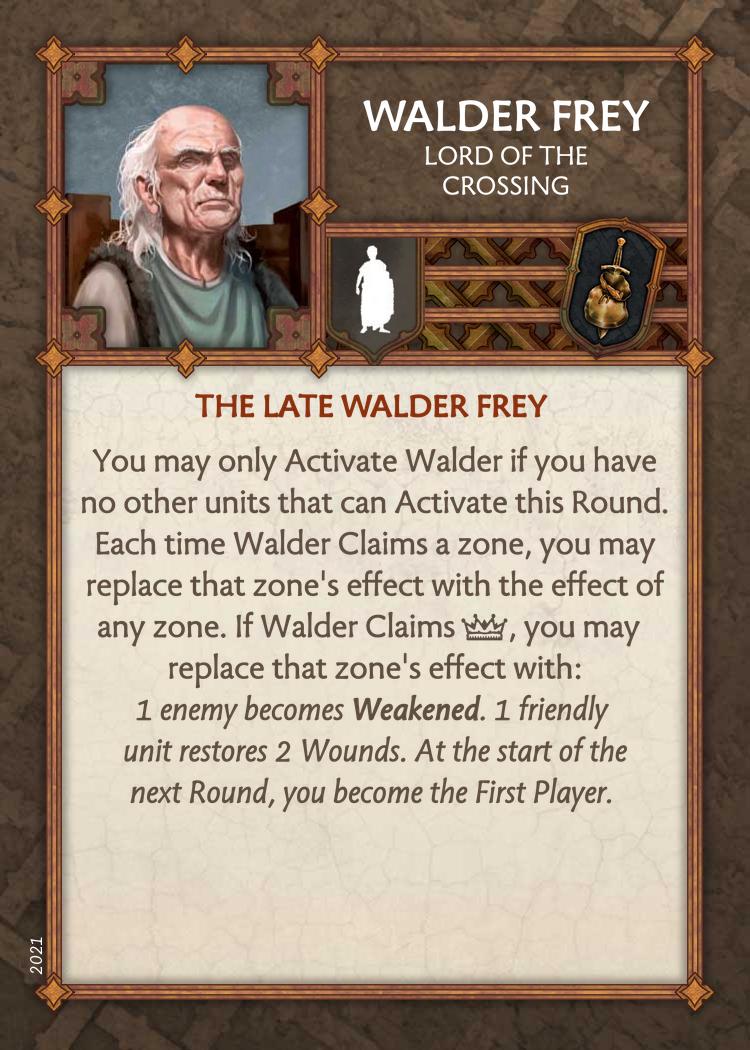 WALDER FREY
LORD OF THE
CROSSING
THE LATE WALDER FREY
You may only Activate Walder if you have
no other units that can Activate this Round.
Each time Walder Claims a zone, you may
replace that zone's effect with the effect of
any zone. If Walder Claims , you may
replace that zone's effect with:
1 enemy becomes Weakened. 1 friendly
unit restores 2 Wounds. At the start of the
next Round, you become the First Player.
2021